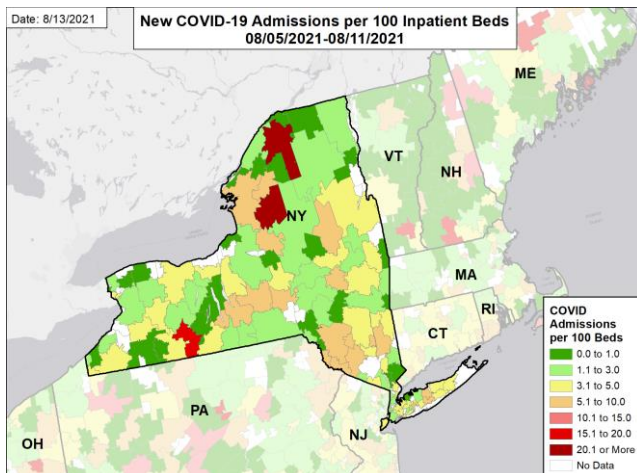 Date: 8/13/2021
New COVID-19 Admissions per 100 Inpatient Beds
08/05/2021-08/11/2021
ME
VT
NH
NY
MA
CT
RI
PA
OH
NJ
COVID
Admissions
per 100 Beds
0.0 to 1.0
1.1 to 3.0
3.1 to 5.0
5.1 to 10.0
10.1 to 15.0
15.1 to 20.0
20.1 or More
No Data